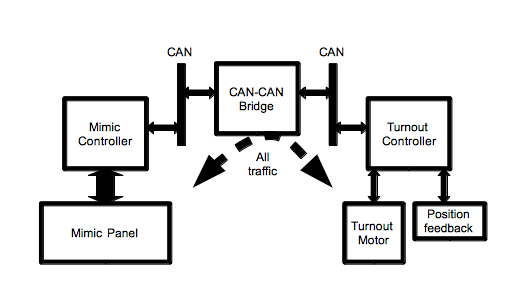 CAN
CAN
CAN-CAN
Bridge
Mimic
Controller
Turnout
Controller
All
traffic
Mimic Panel
Turnout
Motor
Position
feedback